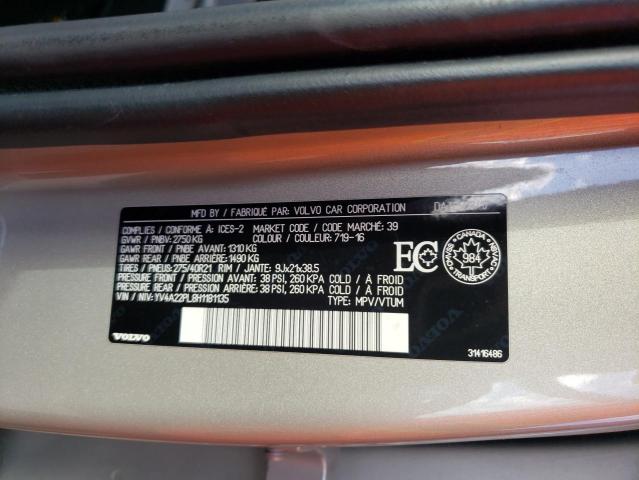 MFD BY / FABRIQUÉ PAR: VOLVO CAR CORPORATION
COMPLIES / CONFORME À: ICES-2 MARKET CODE / CODE MARCHÉ: 39
GVWR / PNBV: 2750 KG COLOUR / COULEUR: 719-16
GAWR FRONT / PNBE AVANT: 1310 KG
GAWR REAR / PNBE ARRIÈRE: 1490 KG
TIRES / PNEUS: 275/40R21 RIM / JANTE: 9Jx21x38.5
PRESSURE FRONT / PRESSION AVANT: 38 PSI, 260 KPA COLD / À FROID
PRESSURE REAR / PRESSION ARRIÈRE: 38 PSI, 260 KPA COLD / À FROID
VIN / NIV: YV4A22PL8H1181135 TYPE: MPV/VTUM
EC
CANADA
984
TRANSPORT
VOLVO
31416486